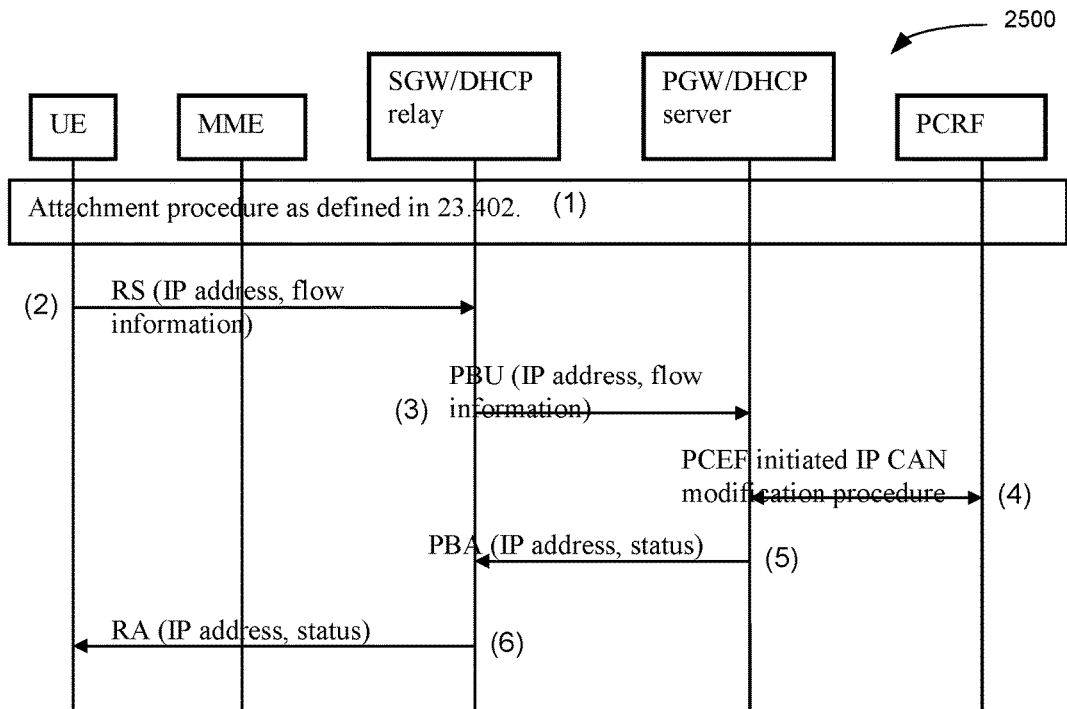 2500
UE
MME
SGW/DHCP
relay
PGW/DHCP
server
PCRF
Attachment procedure as defined in 23.402. (1)
(2) RS (IP address, flow
information)
PBU (IP address, flow
(3) information)
PCEF initiated IP CAN
modification procedure (4)
PBA (IP address, status) (5)
RA (IP address, status) (6)